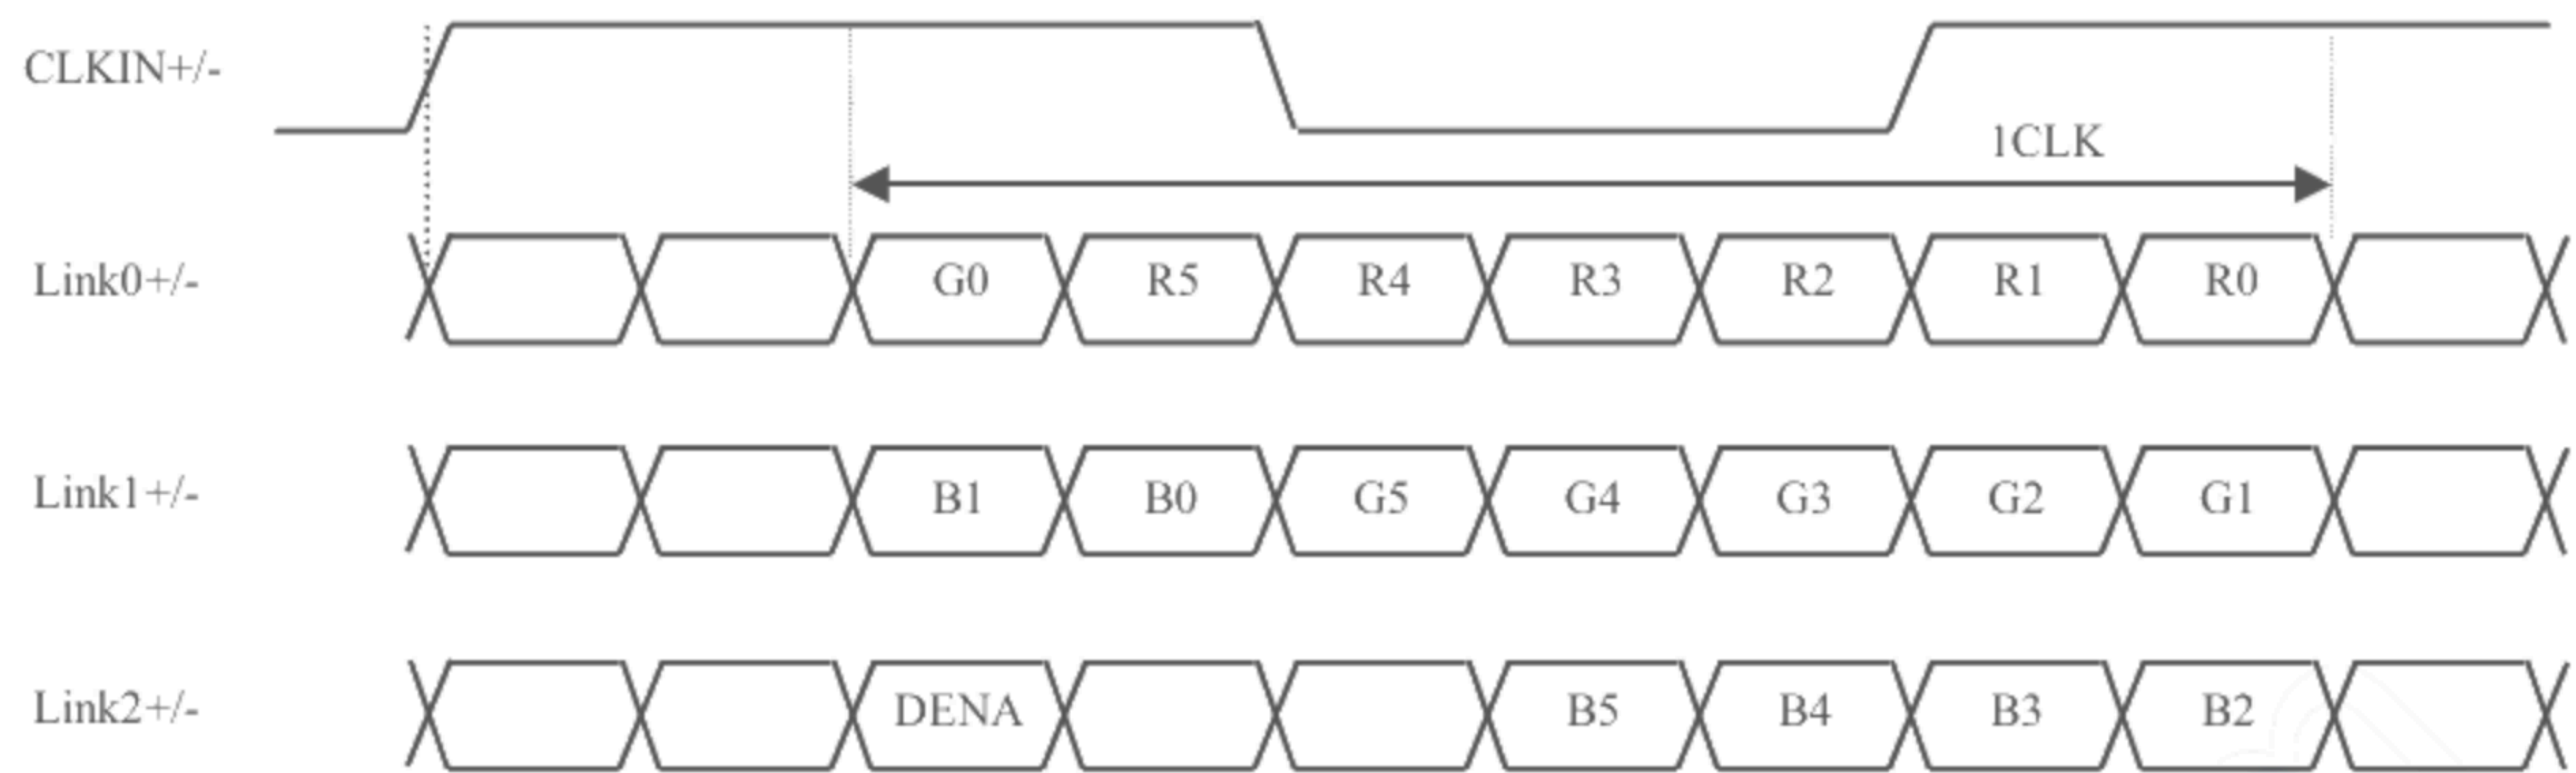 CLKIN+/-
1CLK
Link0+/- G0 R5 R4 R3 R2 R1 R0
Link1+/- B1 B0 G5 G4 G3 G2 G1
Link2+/- DENA B5 B4 B3 B2